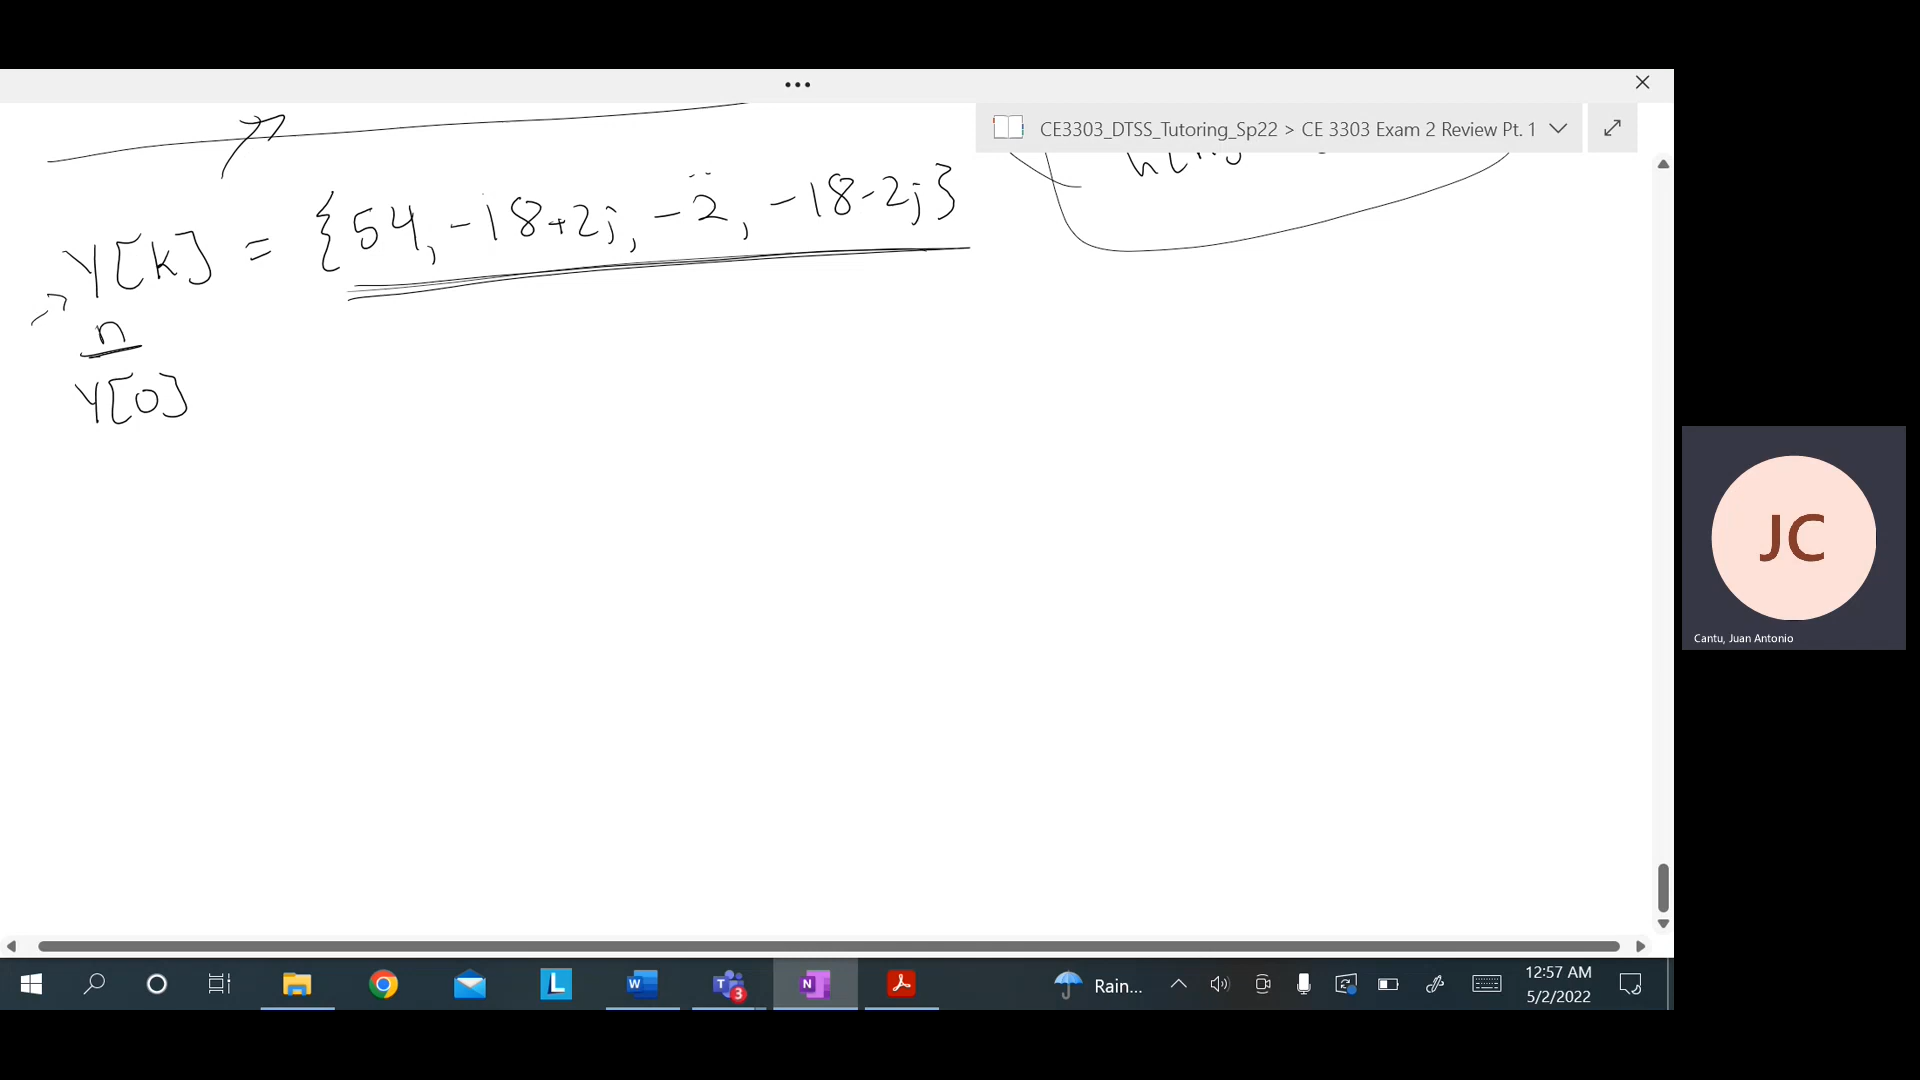 CE3303_DTSS_Tutoring_Sp22 > CE 3303 Exam 2 Review Pt. 1
Y[k] = {54, -18+2j, -2, -18-2j}
n
Y[0]
JC
Cantu, Juan Antonio
L
W
T
3
N
Rain...
12:57 AM
5/2/2022